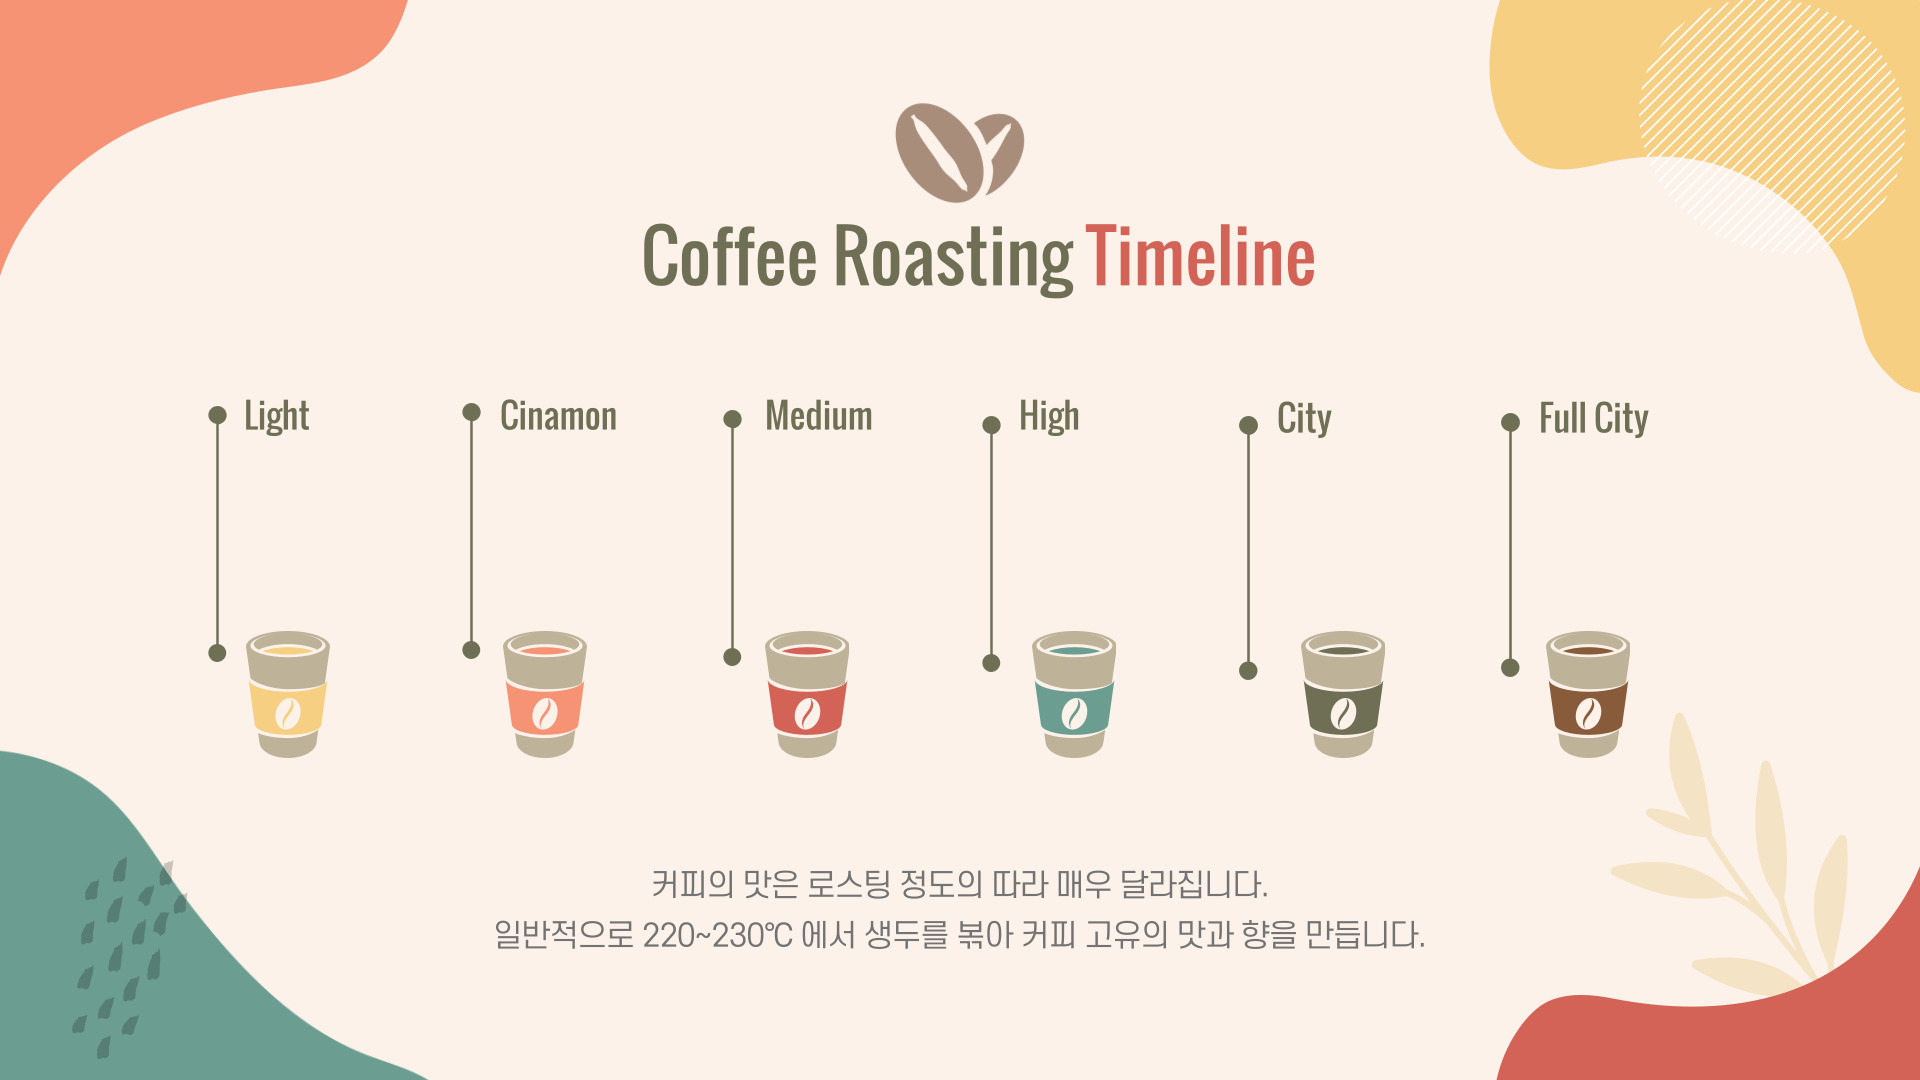 Coffee Roasting Timeline
Light
Cinamon
Medium
High
City
Full City
커피의 맛은 로스팅 정도의 따라 매우 달라집니다.
일반적으로 220~230℃ 에서 생두를 볶아 커피 고유의 맛과 향을 만듭니다.